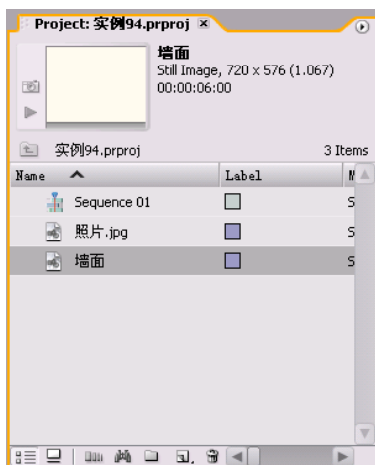 Project: 实例94.prproj ×
墙面
Still Image, 720 x 576 (1.067)
00:00:06:00
实例94.prproj 3 Items
Name Label
Sequence 01 S
照片.jpg S
墙面 S